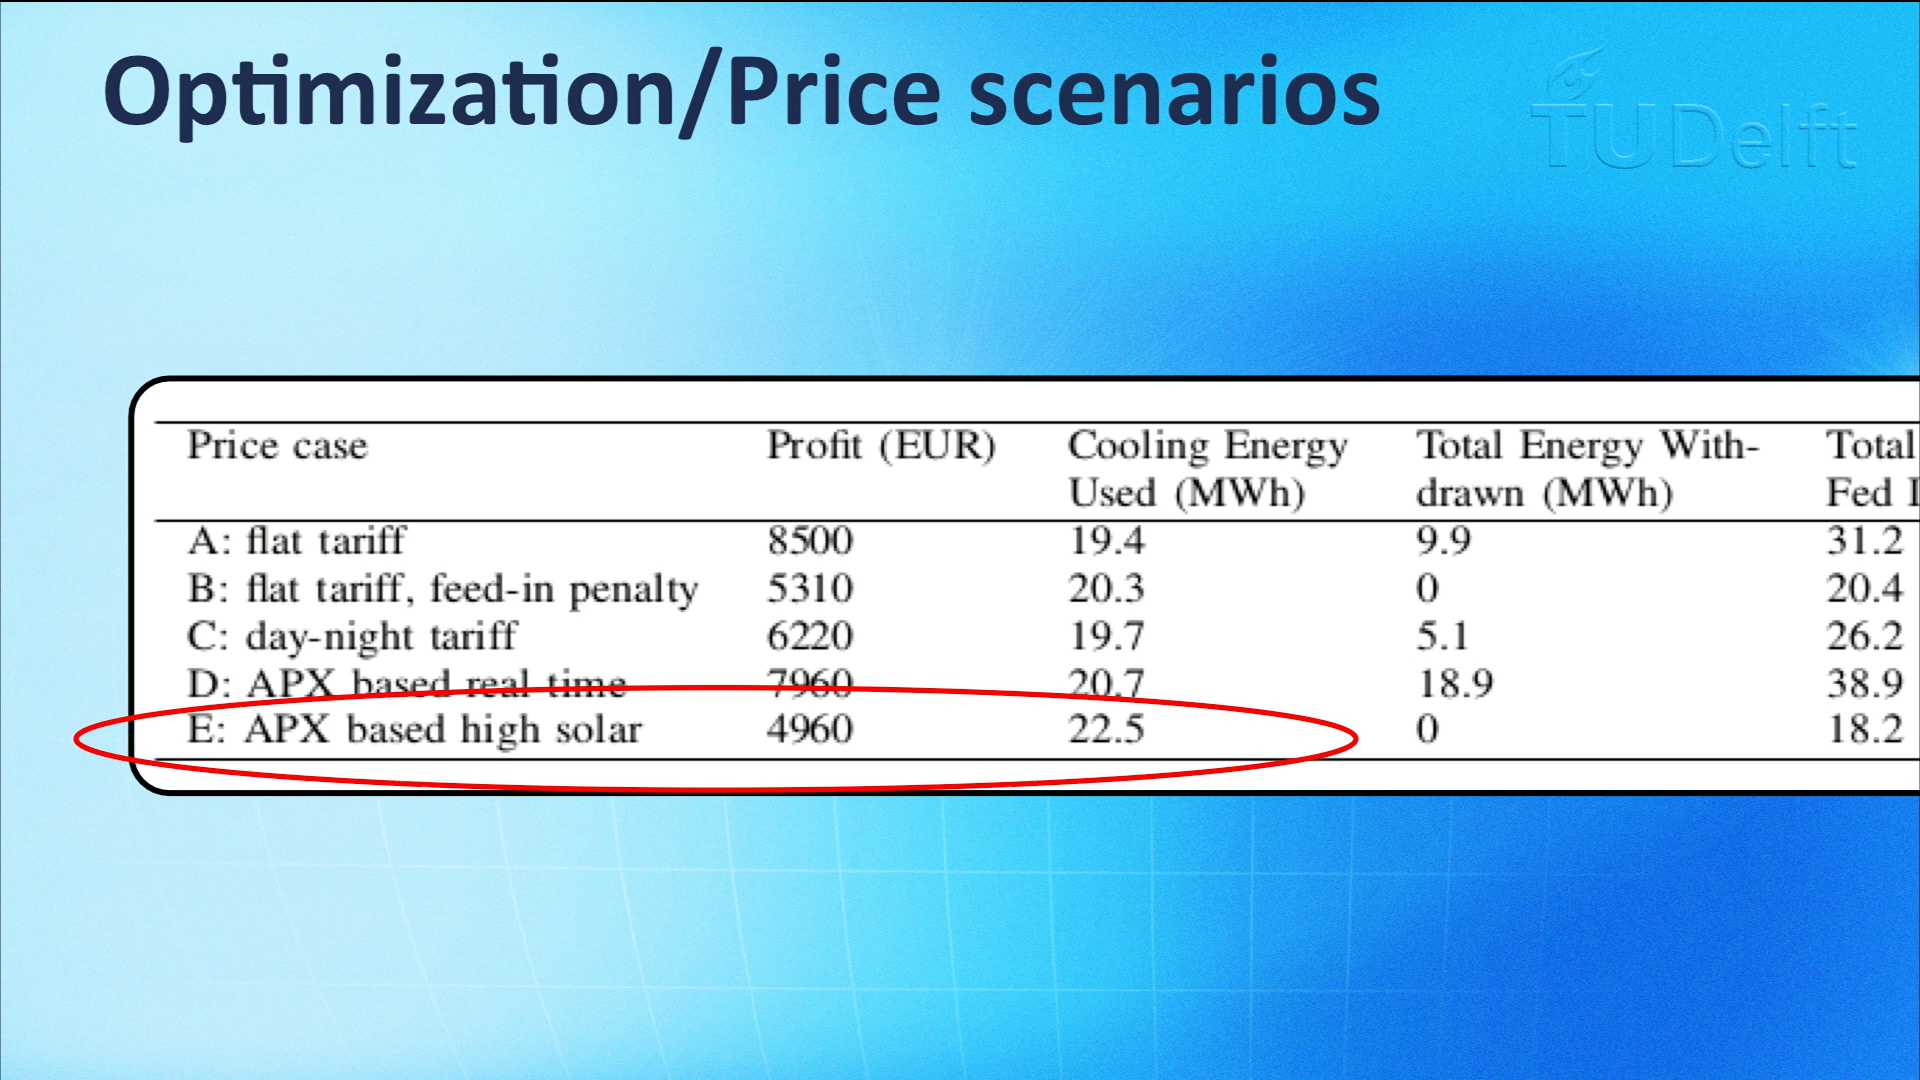 Optimization/Price scenarios
TUDelft
Price case Profit (EUR) Cooling Energy Total Energy With- Total
Used (MWh) drawn (MWh) Fed
A: flat tariff 8500 19.4 9.9 31.2
B: flat tariff, feed-in penalty 5310 20.3 0 20.4
C: day-night tariff 6220 19.7 5.1 26.2
D: APX based real time 7960 20.7 18.9 38.9
E: APX based high solar 4960 22.5 0 18.2